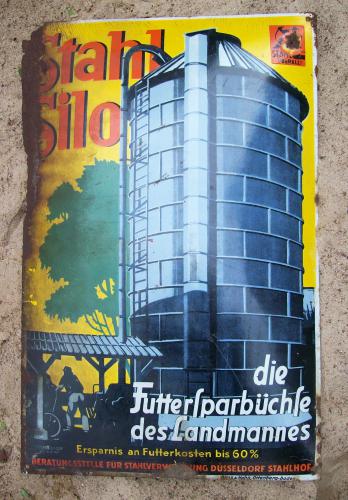 Stahl
Silo
die
Futtersparbüchse
des Landmannes
Ersparnis an Futterkosten bis 60%
BERATUNGSSTELLE FÜR STAHLVERWENDUNG DÜSSELDORF STAHLHOF